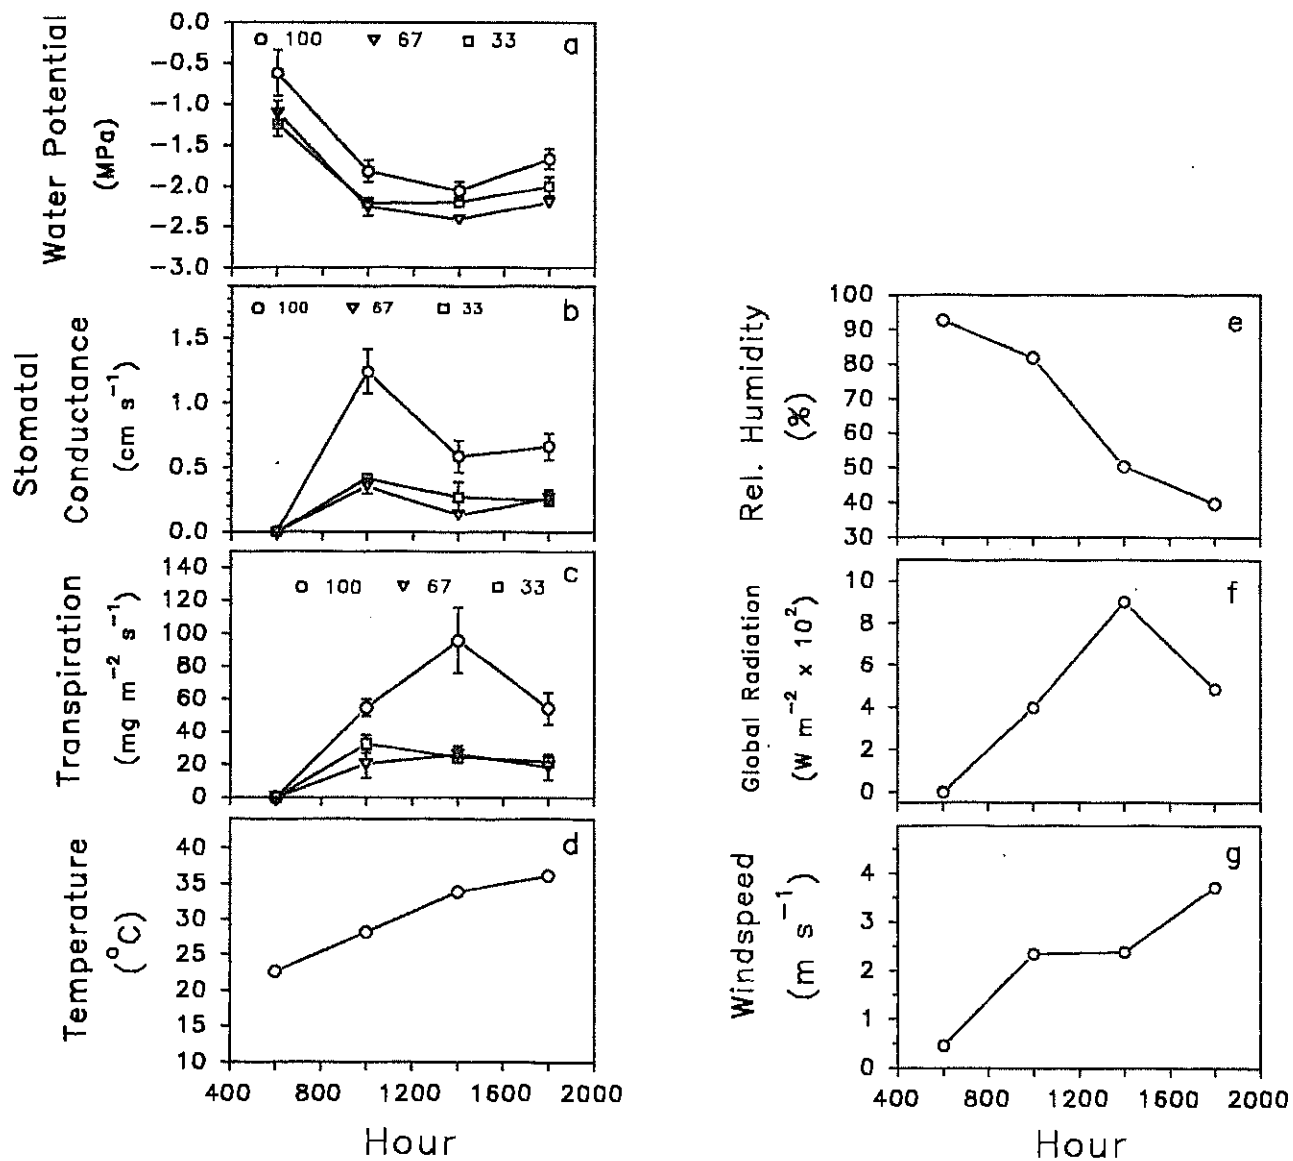 Water Potential
(MPa)
0.0
−0.5
−1.0
−1.5
−2.0
−2.5
−3.0
100 67 33
a
Stomatal
Conductance
(cm s⁻¹)
1.5
1.0
0.5
0.0
100 67 33
b
Transpiration
(mg m⁻² s⁻¹)
140
120
100
80
60
40
20
0
100 67 33
c
Temperature
(°C)
40
35
30
25
20
15
10
d
400 800 1200 1600 2000
Hour
Rel. Humidity
(%)
100
90
80
70
60
50
40
30
e
Global Radiation
(W m⁻² x 10²)
10
8
6
4
2
0
f
Windspeed
(m s⁻¹)
4
3
2
1
0
g
400 800 1200 1600 2000
Hour